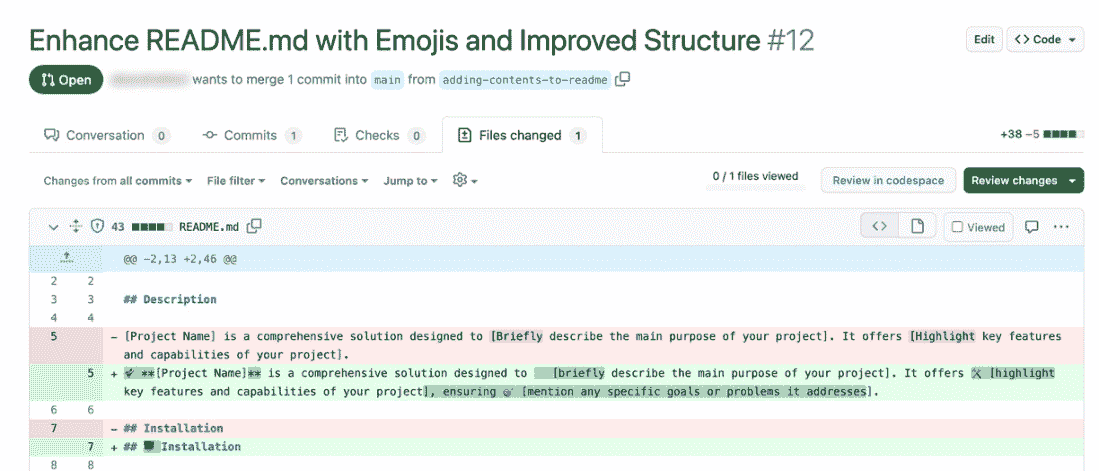 Enhance README.md with Emojis and Improved Structure #12
Edit
<> Code
Open wants to merge 1 commit into main from adding-contents-to-readme
Conversation 0
Commits 1
Checks 0
Files changed 1
+38 −5
Changes from all commits
File filter
Conversations
Jump to
0 / 1 files viewed
Review in codespace
Review changes
43 README.md
<>
Viewed
@@ -2,13 +2,46 @@
2 2
3 3 ## Description
4 4
5 - [Project Name] is a comprehensive solution designed to [Briefly describe the main purpose of your project]. It offers [Highlight key features
and capabilities of your project].
5 + 🚀 **[Project Name]** is a comprehensive solution designed to [briefly describe the main purpose of your project]. It offers 🛠 [highlight
key features and capabilities of your project], ensuring 🎯 [mention any specific goals or problems it addresses].
6 6
7 - ## Installation
7 + ## Installation
8 8